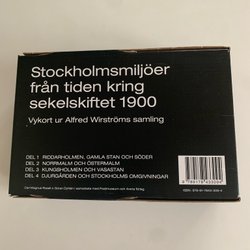 Stockholmsmiljöer
från tiden kring
sekelskiftet 1900
Vykort ur Alfred Wirströms samling
DEL 1 RIDDARHOLMEN, GAMLA STAN OCH SÖDER
DEL 2 NORRMALM OCH ÖSTERMALM
DEL 3 KUNGSHOLMEN OCH VASASTAN
DEL 4 DJURGÅRDEN OCH STOCKHOLMS OMGIVNINGAR